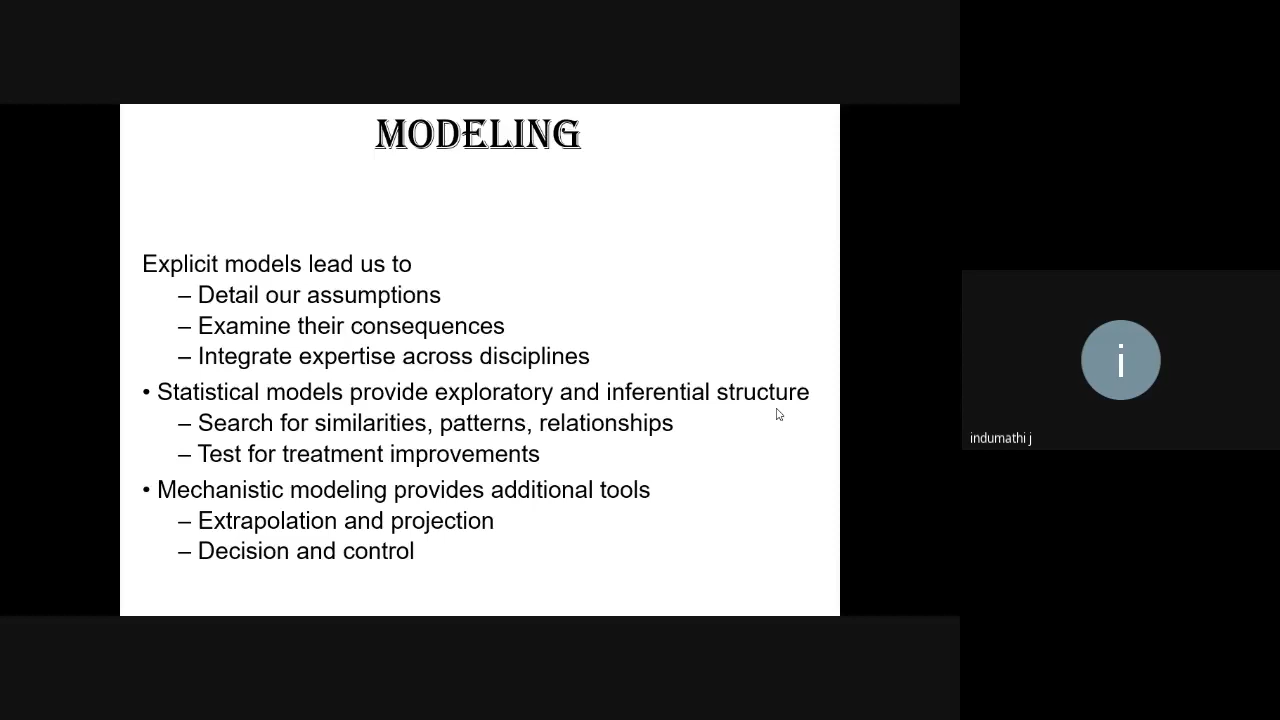 MODELING
Explicit models lead us to
– Detail our assumptions
– Examine their consequences
– Integrate expertise across disciplines
• Statistical models provide exploratory and inferential structure
– Search for similarities, patterns, relationships
– Test for treatment improvements
• Mechanistic modeling provides additional tools
– Extrapolation and projection
– Decision and control
i
indumathi j